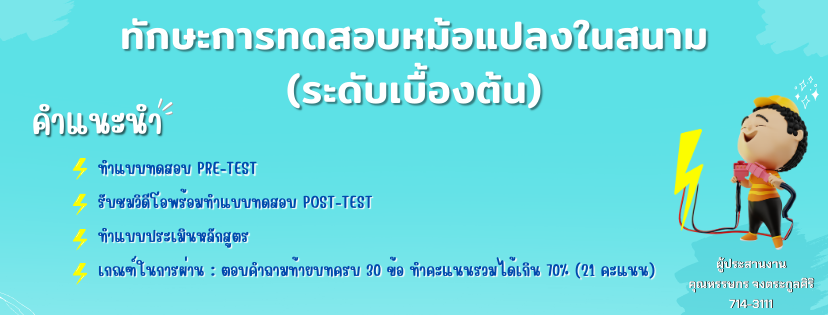 ทักษะการทดสอบหม้อแปลงในสนาม
(ระดับเบื้องต้น)
คำแนะนำ
ทำแบบทดสอบ PRE-TEST
รับชมวิดีโอพร้อมทำแบบทดสอบ POST-TEST
ทำแบบประเมินหลักสูตร
เกณฑ์ในการผ่าน : ตอบคำถามท้ายบทครบ 30 ข้อ ทำคะแนนรวมได้เกิน 70% (21 คะแนน)
ผู้ประสานงาน
คุณหรรษกร จงตระกูลศิริ
714-3111